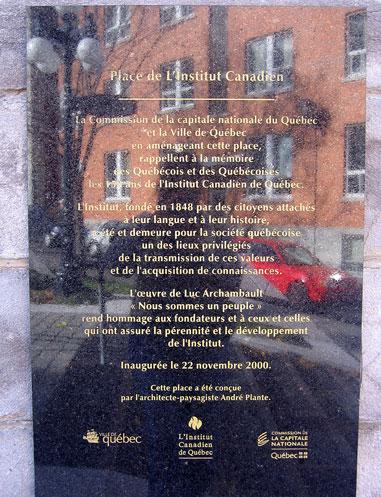 Place de L'Institut Canadien
La Commission de la capitale nationale du Québec
et la Ville de Québec
en aménageant cette place,
rappellent à la mémoire
des Québécois et des Québécoises
les 150 ans de l'Institut Canadien de Québec.
L'Institut, fondé en 1848 par des citoyens attachés
à leur langue et à leur histoire,
a été et demeure pour la société québécoise
un des lieux privilégiés
de la transmission de ces valeurs
et de l'acquisition de connaissances.
L'œuvre de Luc Archambault
« Nous sommes un peuple »
rend hommage aux fondateurs et à ceux et celles
qui ont assuré la pérennité et le développement
de l'Institut.
Inaugurée le 22 novembre 2000.
Cette place a été conçue
par l'architecte-paysagiste André Plante.
VILLE DE
québec
L'Institut
Canadien
de Québec
COMMISSION DE
LA CAPITALE
NATIONALE
Québec